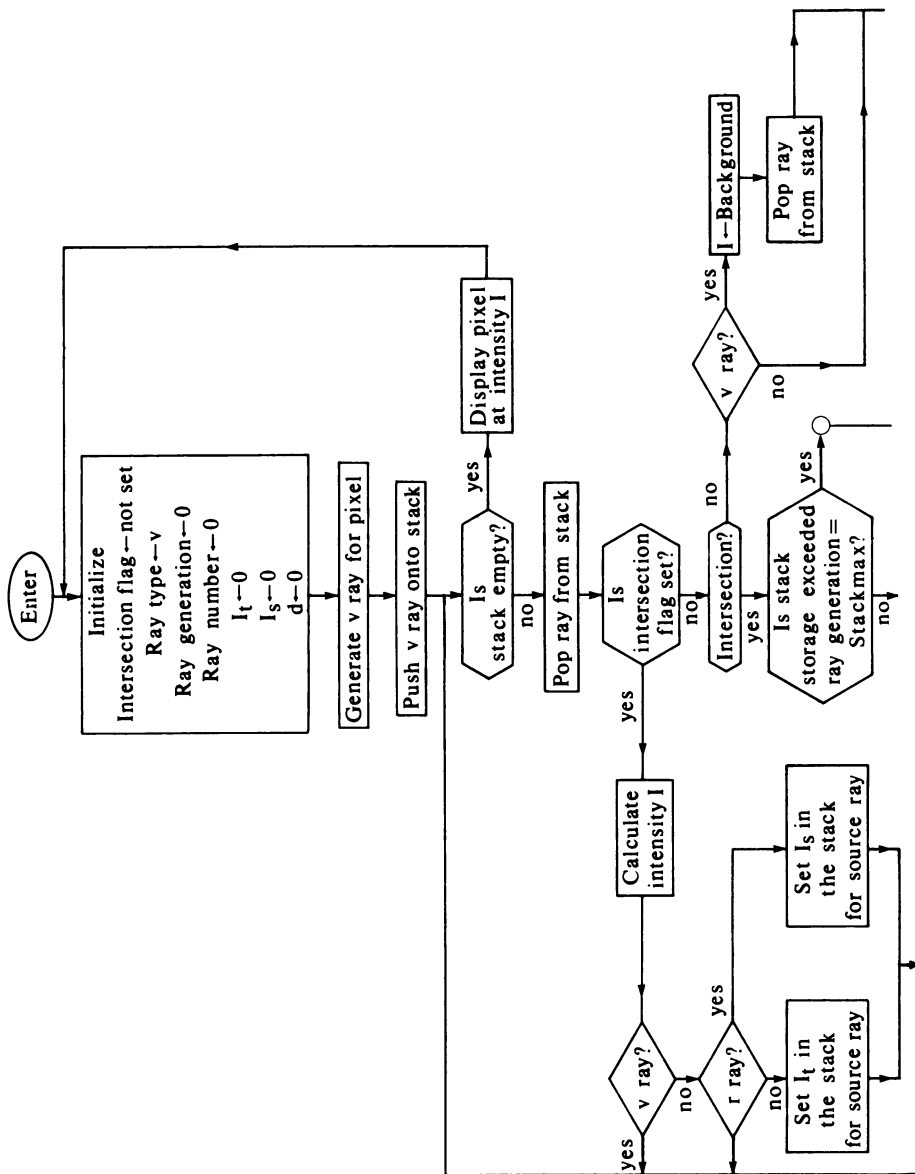 Enter
Initialize
Intersection flag←not set
Ray type←v
Ray generation←0
Ray number←0
I_t←0
I_s←0
d←0
Generate v ray for pixel
Push v ray onto stack
Is
stack empty?
yes
Display pixel
at intensity I
no
Pop ray from stack
Is
intersection
flag set?
yes
Calculate
intensity I
v ray?
yes
no
r ray?
yes
no
Set I_t in
the stack
for source ray
Set I_s in
the stack
for source ray
no
Intersection?
no
v ray?
yes
I←Background
Pop ray
from stack
no
yes
Is stack
storage exceeded
ray generation=
Stackmax?
yes
no